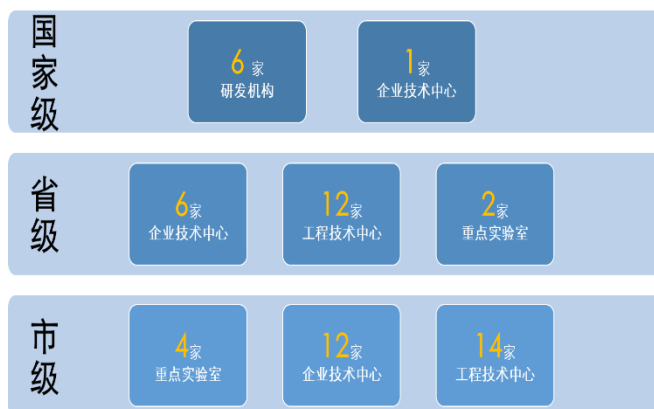 国家级
6家
研发机构
1家
企业技术中心
省级
6家
企业技术中心
12家
工程技术中心
2家
重点实验室
市级
4家
重点实验室
12家
企业技术中心
14家
工程技术中心